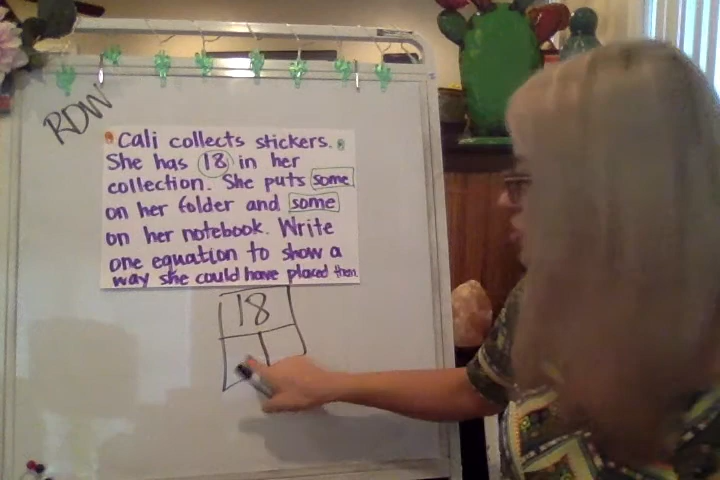 RDW
Cali collects stickers.
She has 18 in her
collection. She puts some
on her folder and some
on her notebook. Write
one equation to show a
way she could have placed them.
18